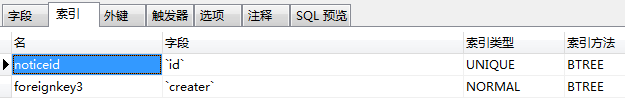 字段 索引 外键 触发器 选项 注释 SQL 预览
名 字段 索引类型 索引方法
noticeid `id` UNIQUE BTREE
foreignkey3 `creater` NORMAL BTREE